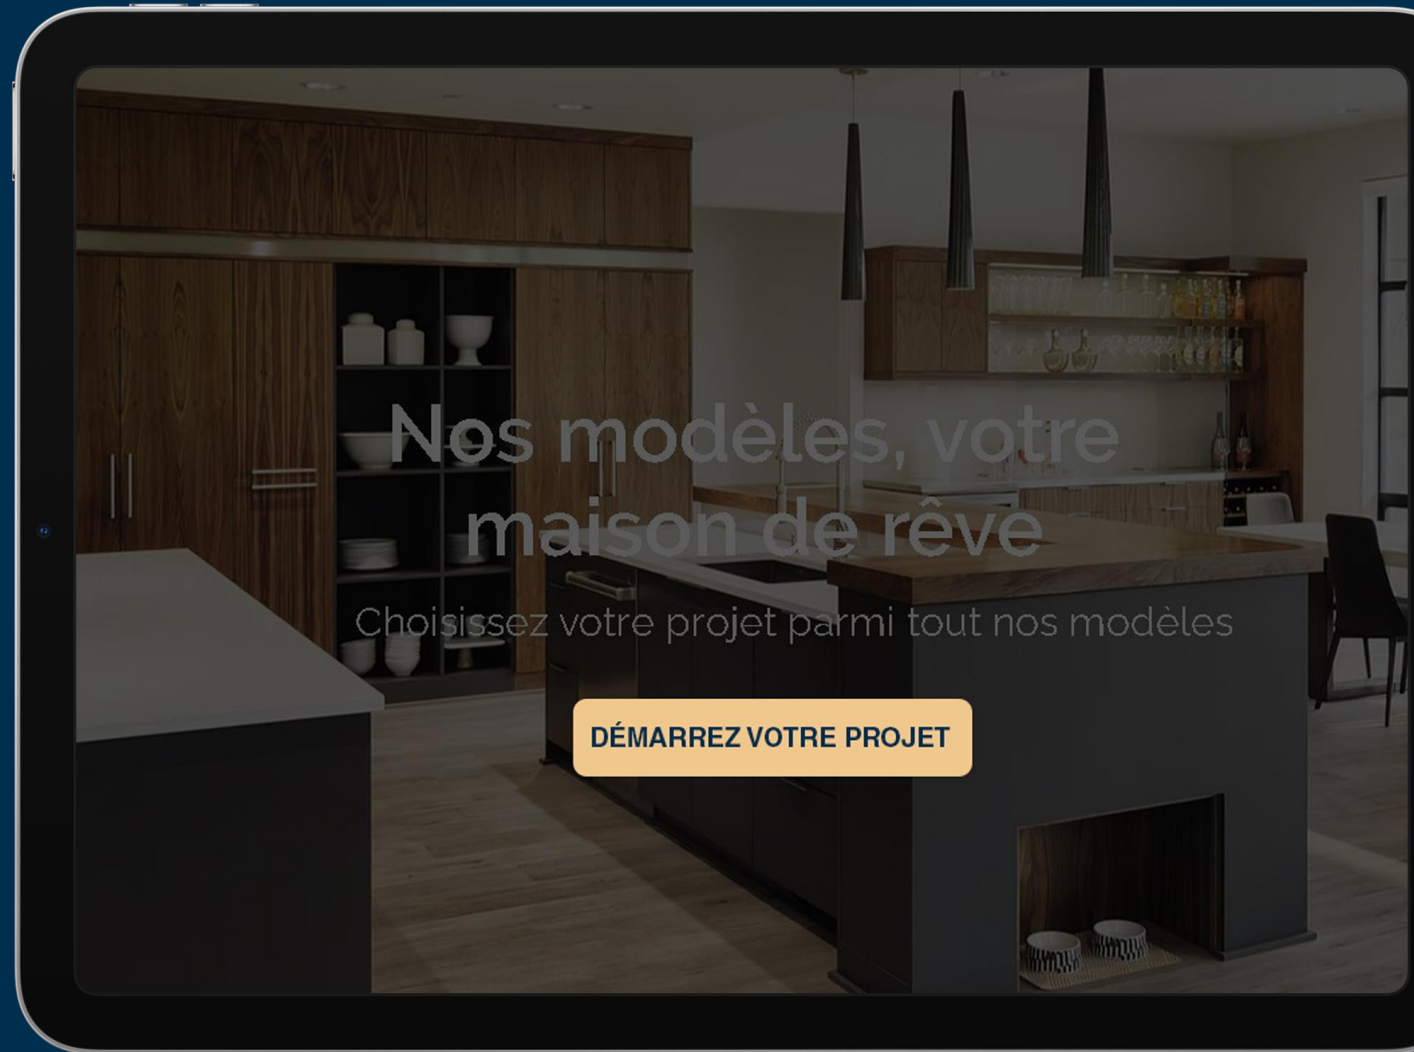 Nos modèles, votre
maison de rêve
Choisissez votre projet parmi tout nos modèles
DÉMARREZ VOTRE PROJET